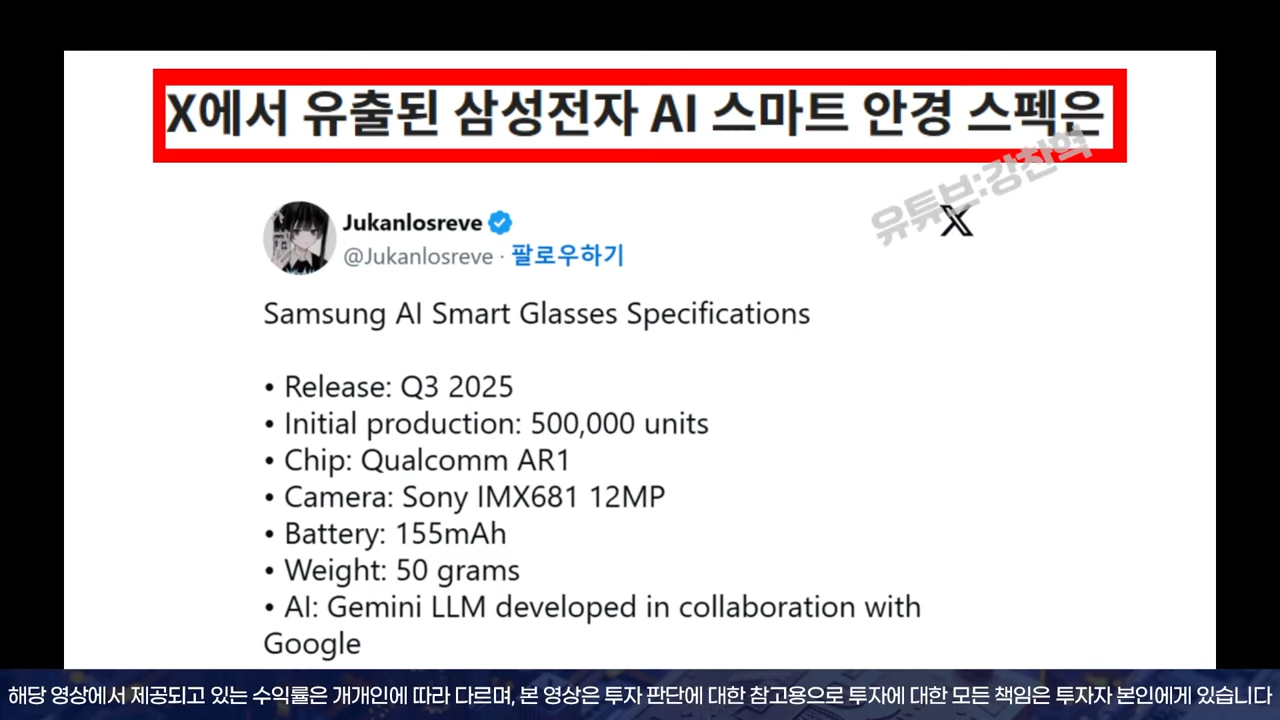 X에서 유출된 삼성전자 AI 스마트 안경 스펙은
유튜브:강찬혁
Jukanlosreve
@Jukanlosreve · 팔로우하기
Samsung AI Smart Glasses Specifications
• Release: Q3 2025
• Initial production: 500,000 units
• Chip: Qualcomm AR1
• Camera: Sony IMX681 12MP
• Battery: 155mAh
• Weight: 50 grams
• AI: Gemini LLM developed in collaboration with
Google
해당 영상에서 제공되고 있는 수익률은 개개인에 따라 다르며, 본 영상은 투자 판단에 대한 참고용으로 투자에 대한 모든 책임은 투자자 본인에게 있습니다